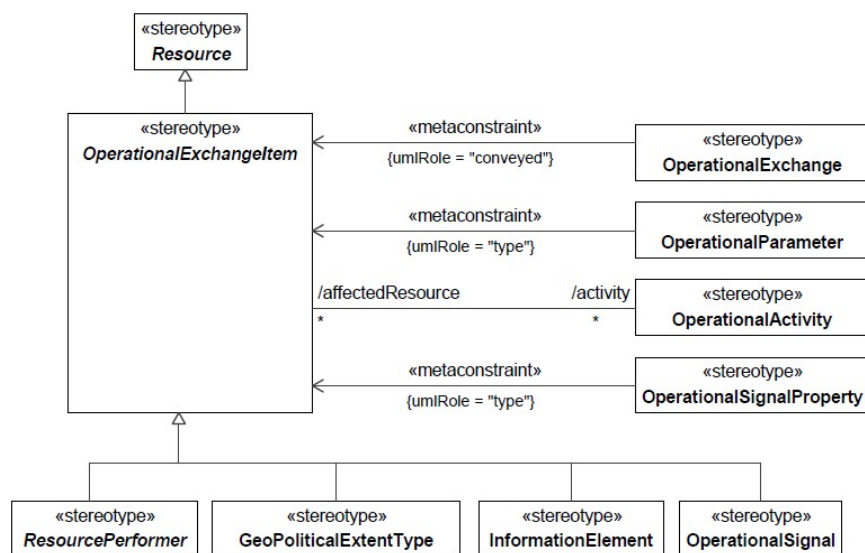 «stereotype»
Resource
«stereotype»
OperationalExchangeItem
«metaconstraint»
{umlRole = "conveyed"}
«stereotype»
OperationalExchange
«metaconstraint»
{umlRole = "type"}
«stereotype»
OperationalParameter
/affectedResource
*
/activity
*
«stereotype»
OperationalActivity
«metaconstraint»
{umlRole = "type"}
«stereotype»
OperationalSignalProperty
«stereotype»
ResourcePerformer
«stereotype»
GeoPoliticalExtentType
«stereotype»
InformationElement
«stereotype»
OperationalSignal